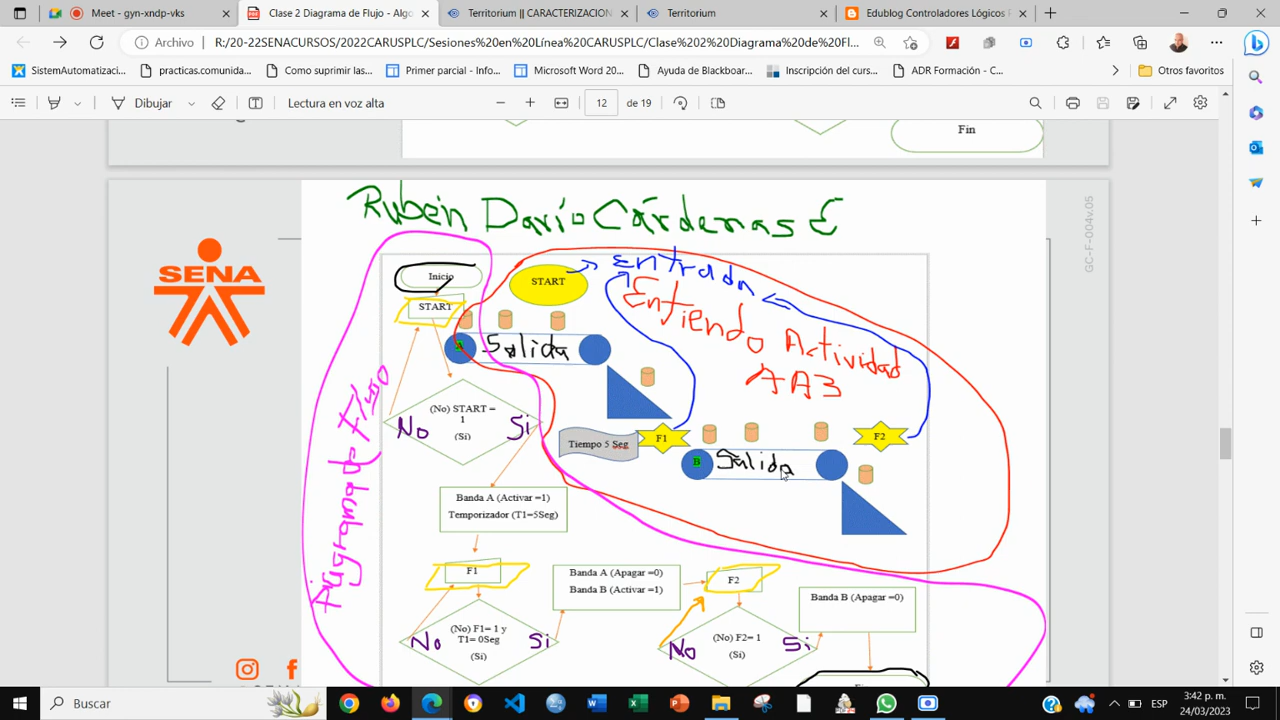 Meet - gyn-xndp-vks
Clase 2 Diagrama de Flujo - Algo
Territorium || CARACTERIZACION
Territorium
Edublog Controladores Lógicos P
Archivo
R:/20-22SENACURSOS/2022CARUSPLC/Sesiones%20en%20Línea%20CARUSPLC/Clase%202%20Diagrama%20de%20Fl...
SistemaAutomatizaci...
practicas.comunida...
Como suprimir las...
Primer parcial - Info...
Microsoft Word 20...
Ayuda de Blackboar...
Inscripción del curs...
ADR Formación - C...
Otros favoritos
Dibujar
Lectura en voz alta
12
de 19
Fin
Rubén Darío Cárdenas E
SENA
GC-F-004v.05
Inicio
START
START
Entrada
Entiendo Actividad
AA3
A
Salida
(No) START =
1
(Si)
No
Si
Tiempo 5 Seg
F1
F2
B
Salida
Diagrama de Flujo
Banda A (Activar =1)
Temporizador (T1=5Seg)
F1
Banda A (Apagar =0)
Banda B (Activar =1)
F2
Banda B (Apagar =0)
(No) F1= 1 y
T1= 0Seg
(Si)
No
Si
(No) F2= 1
(Si)
No
Si
Buscar
ESP
3:42 p. m.
24/03/2023